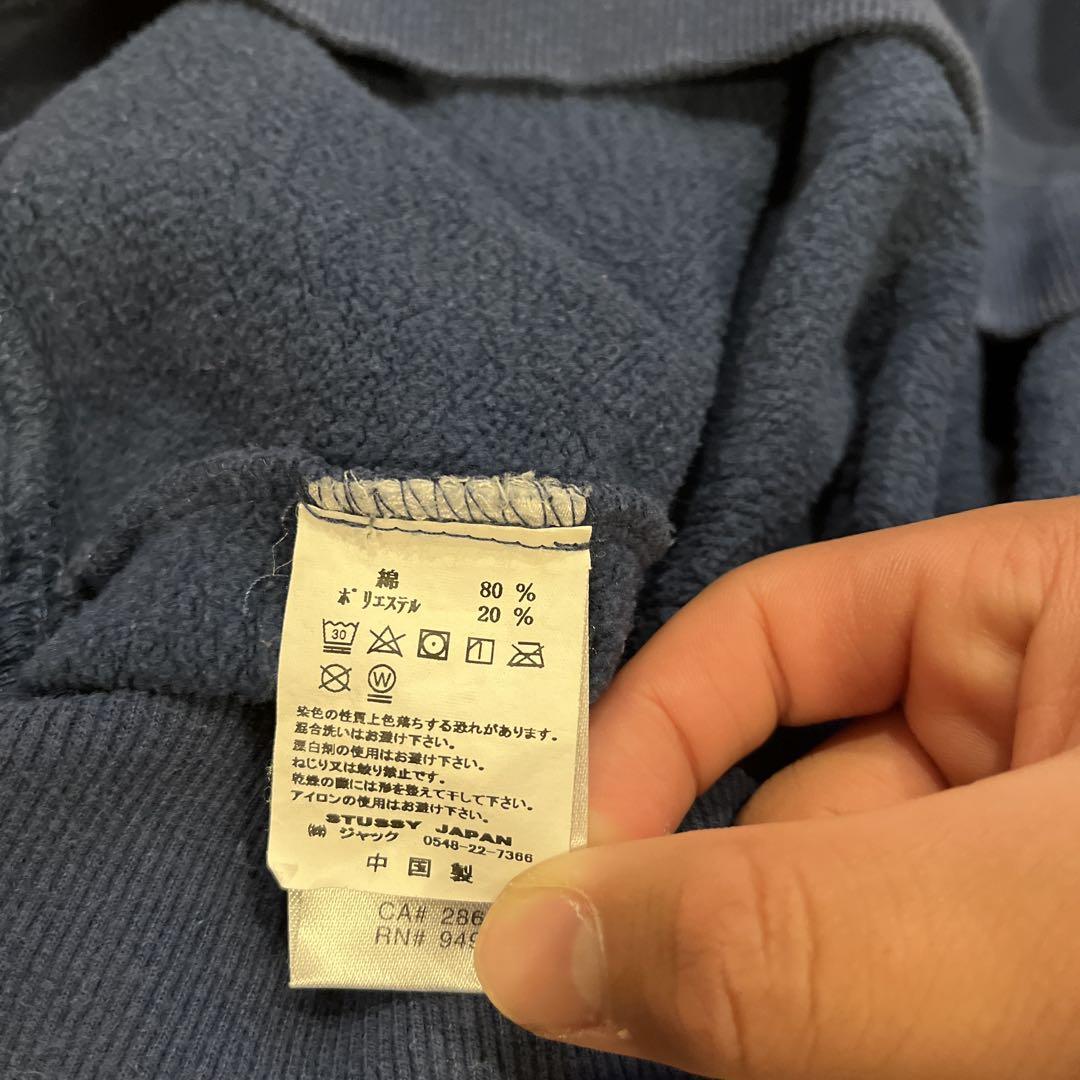 綿 80 %
ポリエステル 20 %
30
W
染色の性質上色落ちする恐れがあります。
混合洗いはお避け下さい。
漂白剤の使用はお避け下さい。
ねじり又は絞り禁止です。
乾燥の際には形を整えて干して下さい。
アイロンの使用はお避け下さい。
STUSSY JAPAN
㈱ ジャック 0548-22-7366
中国製
CA# 286
RN# 949